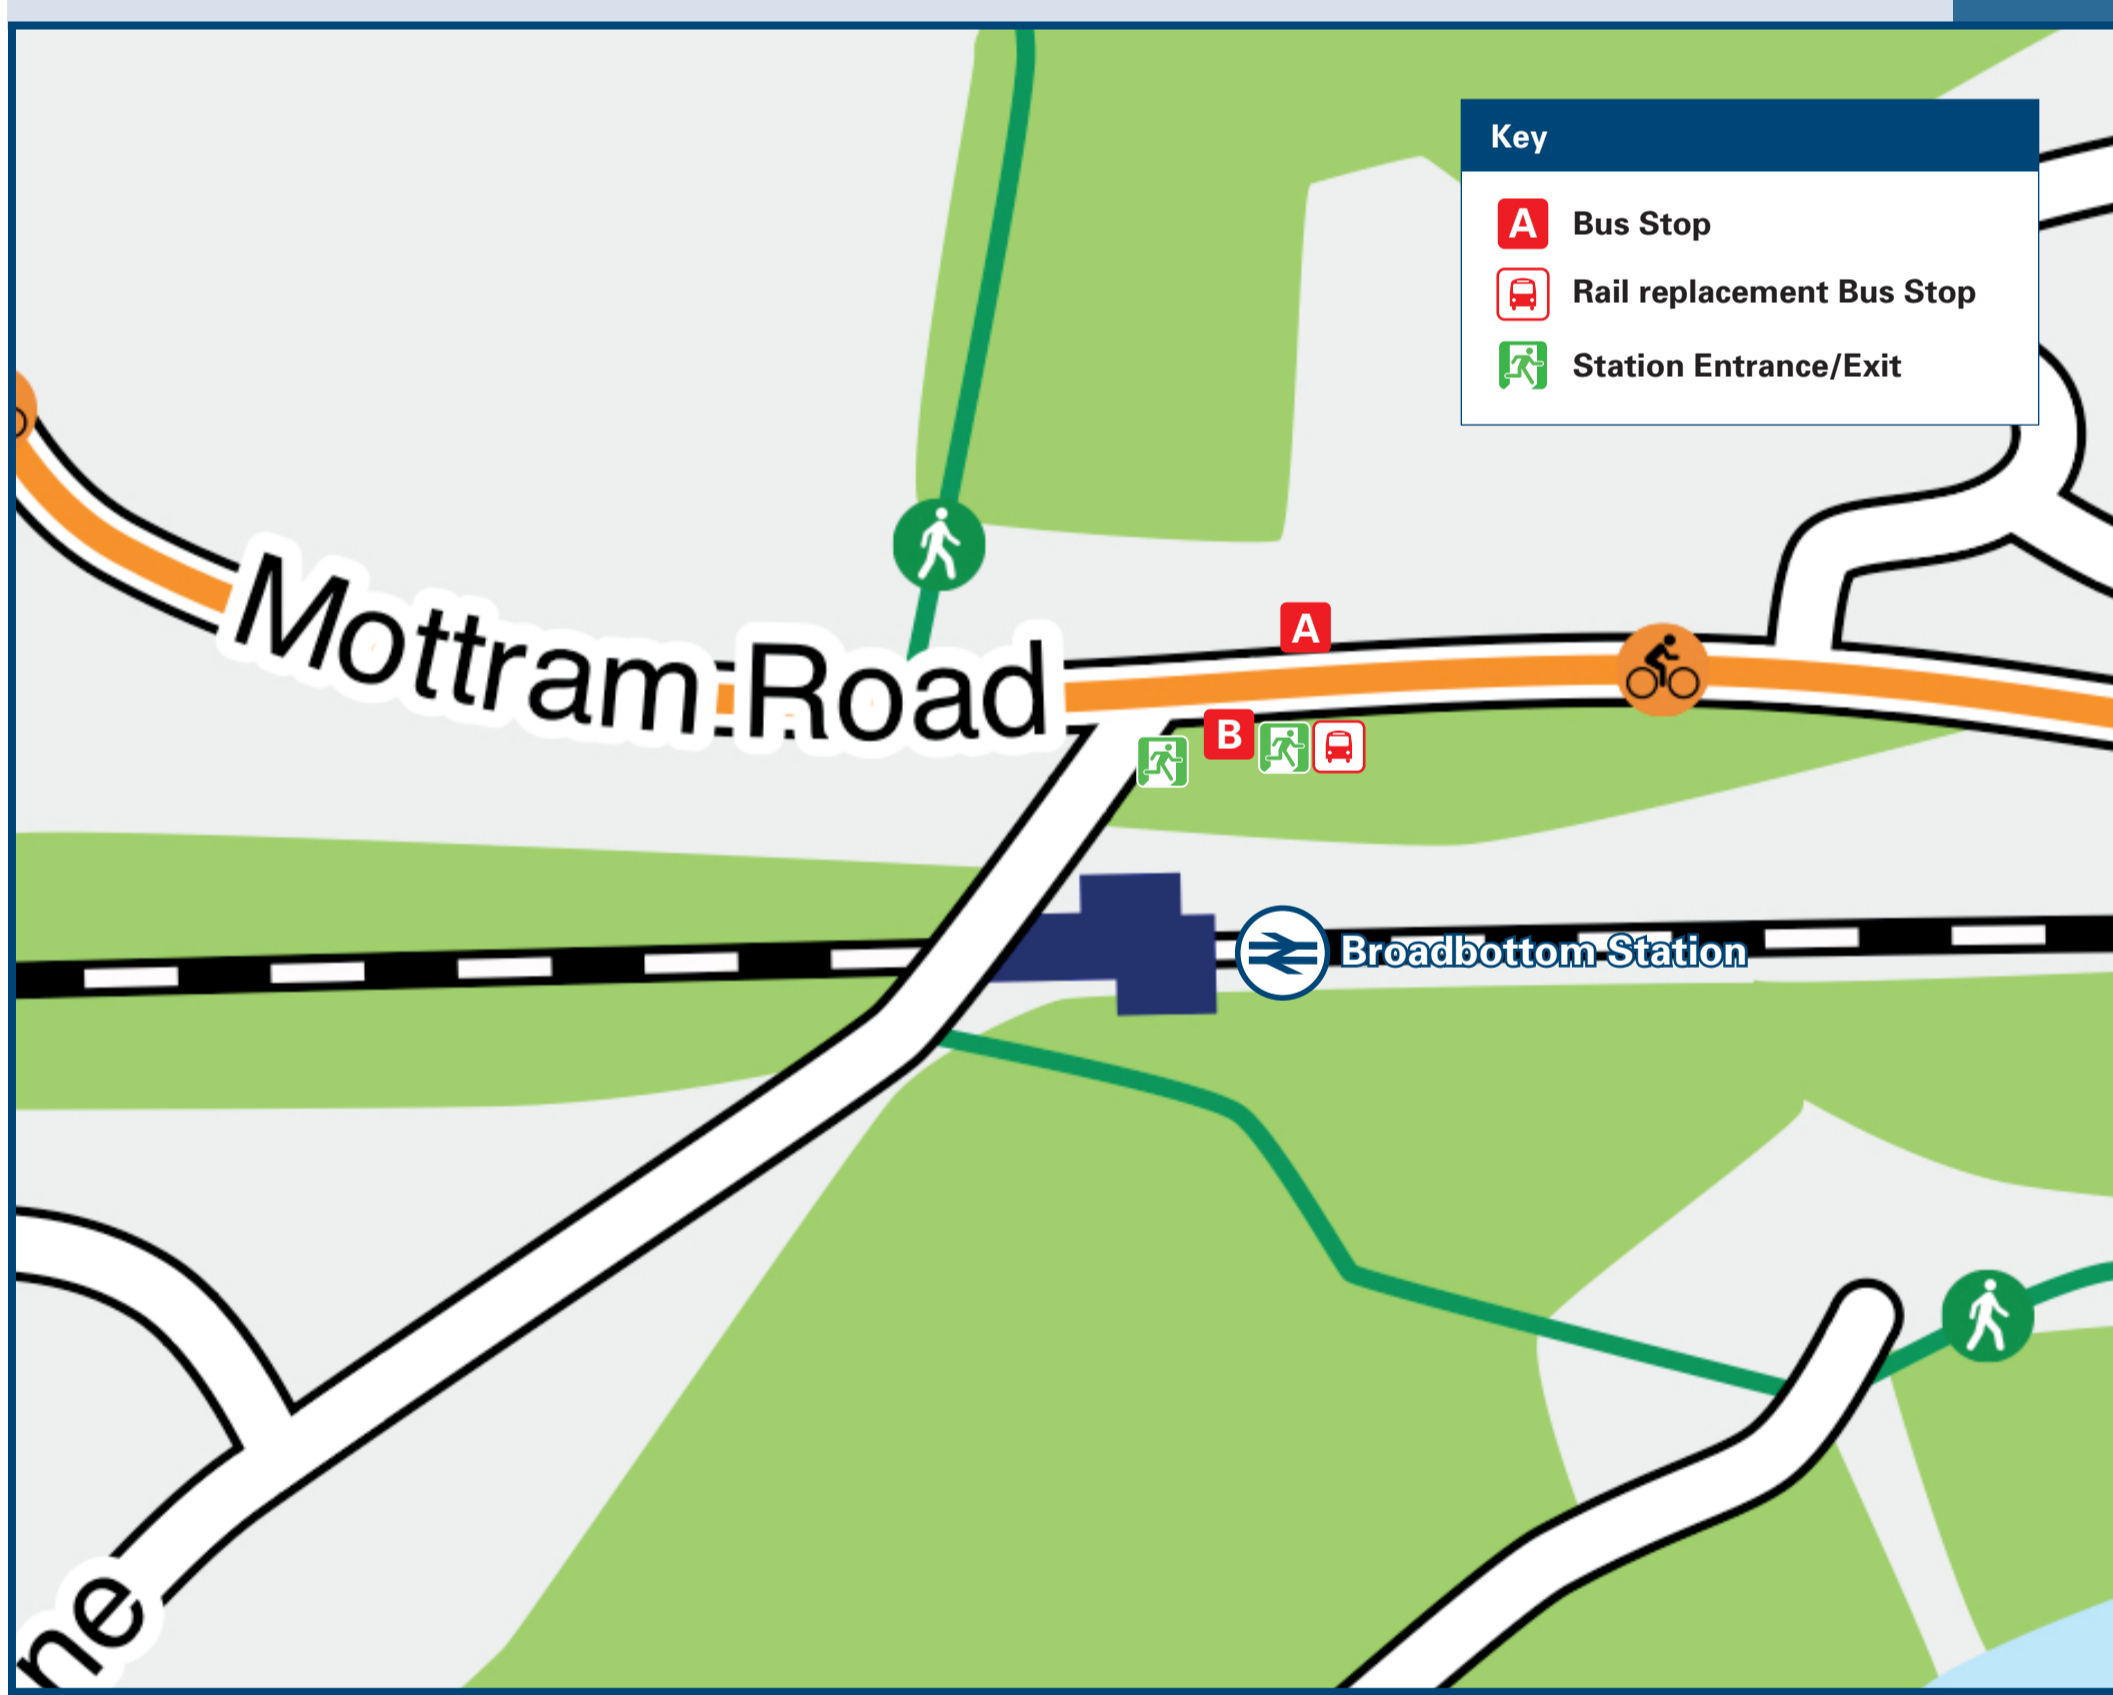 Key
A Bus Stop
Rail replacement Bus Stop
Station Entrance/Exit
Mottram Road
A
B
Broadbottom Station
ne